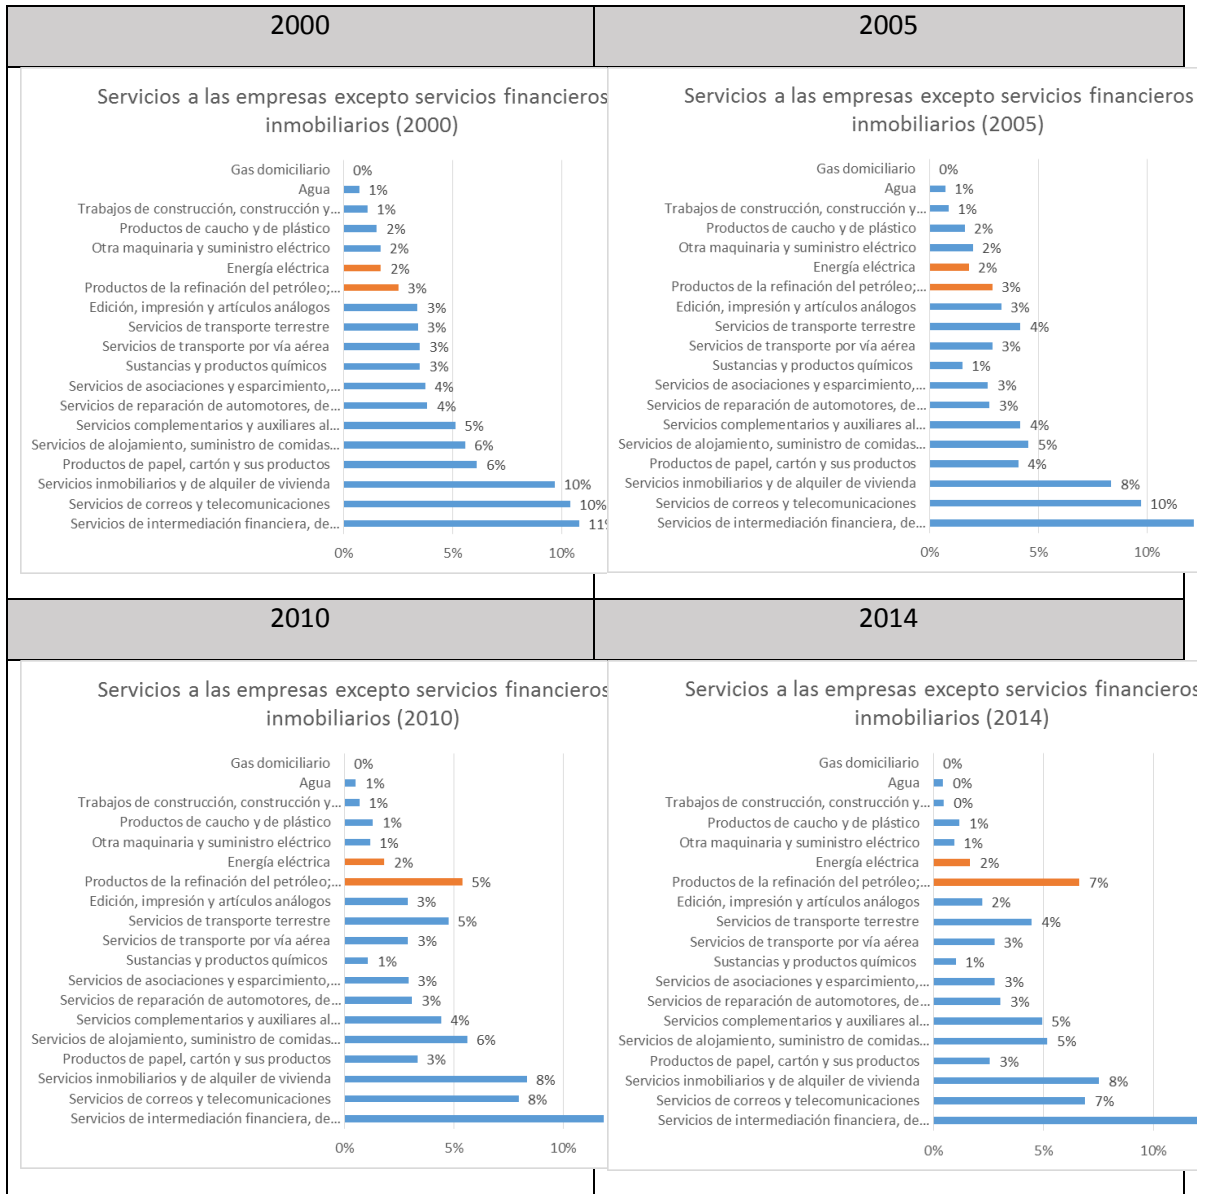 2000
2005
Servicios a las empresas excepto servicios financieros
inmobiliarios (2000)
Gas domiciliario 0%
Agua 1%
Trabajos de construcción, construcción y... 1%
Productos de caucho y de plástico 2%
Otra maquinaria y suministro eléctrico 2%
Energía eléctrica 2%
Productos de la refinación del petróleo;... 3%
Edición, impresión y artículos análogos 3%
Servicios de transporte terrestre 3%
Servicios de transporte por vía aérea 3%
Sustancias y productos químicos 3%
Servicios de asociaciones y esparcimiento,... 4%
Servicios de reparación de automotores, de... 4%
Servicios complementarios y auxiliares al... 5%
Servicios de alojamiento, suministro de comidas... 6%
Productos de papel, cartón y sus productos 6%
Servicios inmobiliarios y de alquiler de vivienda 10%
Servicios de correos y telecomunicaciones 10%
Servicios de intermediación financiera, de... 11%
0% 5% 10%
Servicios a las empresas excepto servicios financieros
inmobiliarios (2005)
Gas domiciliario 0%
Agua 1%
Trabajos de construcción, construcción y... 1%
Productos de caucho y de plástico 2%
Otra maquinaria y suministro eléctrico 2%
Energía eléctrica 2%
Productos de la refinación del petróleo;... 3%
Edición, impresión y artículos análogos 3%
Servicios de transporte terrestre 4%
Servicios de transporte por vía aérea 3%
Sustancias y productos químicos 1%
Servicios de asociaciones y esparcimiento,... 3%
Servicios de reparación de automotores, de... 3%
Servicios complementarios y auxiliares al... 4%
Servicios de alojamiento, suministro de comidas... 5%
Productos de papel, cartón y sus productos 4%
Servicios inmobiliarios y de alquiler de vivienda 8%
Servicios de correos y telecomunicaciones 10%
Servicios de intermediación financiera, de...
0% 5% 10%
2010
2014
Servicios a las empresas excepto servicios financieros
inmobiliarios (2010)
Gas domiciliario 0%
Agua 1%
Trabajos de construcción, construcción y... 1%
Productos de caucho y de plástico 1%
Otra maquinaria y suministro eléctrico 1%
Energía eléctrica 2%
Productos de la refinación del petróleo;... 5%
Edición, impresión y artículos análogos 3%
Servicios de transporte terrestre 5%
Servicios de transporte por vía aérea 3%
Sustancias y productos químicos 1%
Servicios de asociaciones y esparcimiento,... 3%
Servicios de reparación de automotores, de... 3%
Servicios complementarios y auxiliares al... 4%
Servicios de alojamiento, suministro de comidas... 6%
Productos de papel, cartón y sus productos 3%
Servicios inmobiliarios y de alquiler de vivienda 8%
Servicios de correos y telecomunicaciones 8%
Servicios de intermediación financiera, de...
0% 5% 10%
Servicios a las empresas excepto servicios financieros
inmobiliarios (2014)
Gas domiciliario 0%
Agua 0%
Trabajos de construcción, construcción y... 0%
Productos de caucho y de plástico 1%
Otra maquinaria y suministro eléctrico 1%
Energía eléctrica 2%
Productos de la refinación del petróleo;... 7%
Edición, impresión y artículos análogos 2%
Servicios de transporte terrestre 4%
Servicios de transporte por vía aérea 3%
Sustancias y productos químicos 1%
Servicios de asociaciones y esparcimiento,... 3%
Servicios de reparación de automotores, de... 3%
Servicios complementarios y auxiliares al... 5%
Servicios de alojamiento, suministro de comidas... 5%
Productos de papel, cartón y sus productos 3%
Servicios inmobiliarios y de alquiler de vivienda 8%
Servicios de correos y telecomunicaciones 7%
Servicios de intermediación financiera, de...
0% 5% 10%